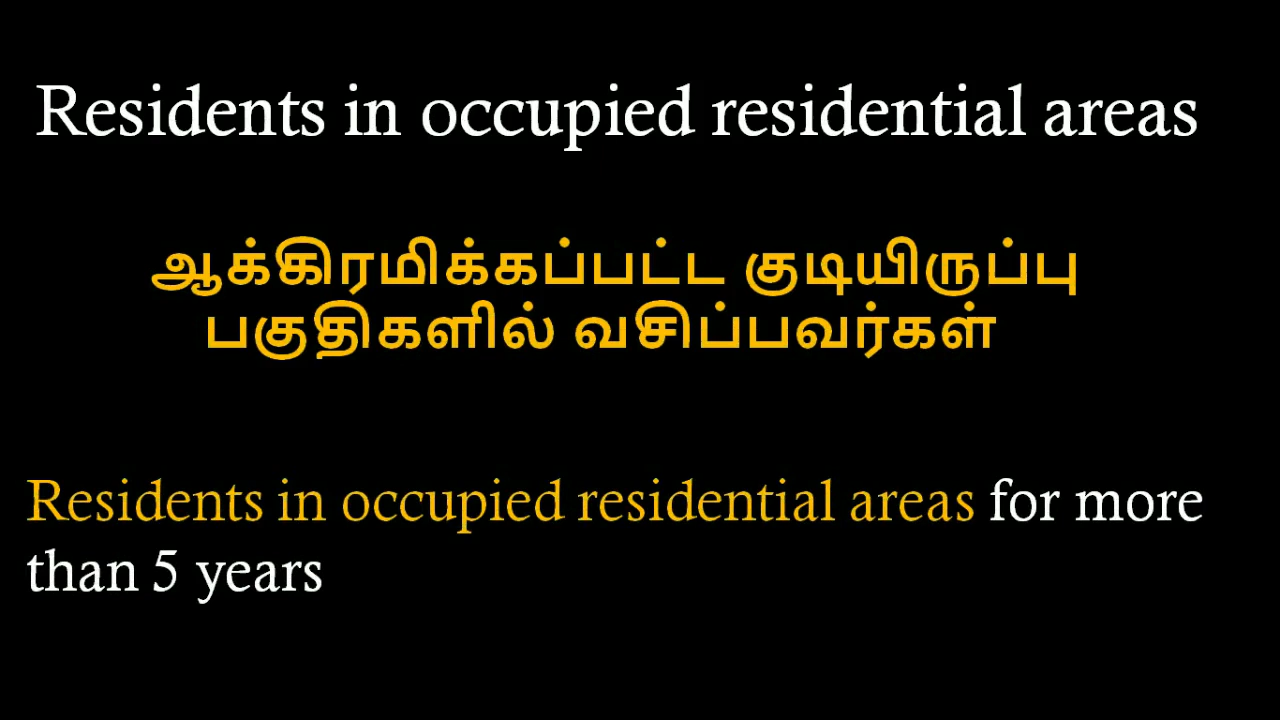 Residents in occupied residential areas
ஆக்கிரமிக்கப்பட்ட குடியிருப்பு
பகுதிகளில் வசிப்பவர்கள்
Residents in occupied residential areas for more
than 5 years